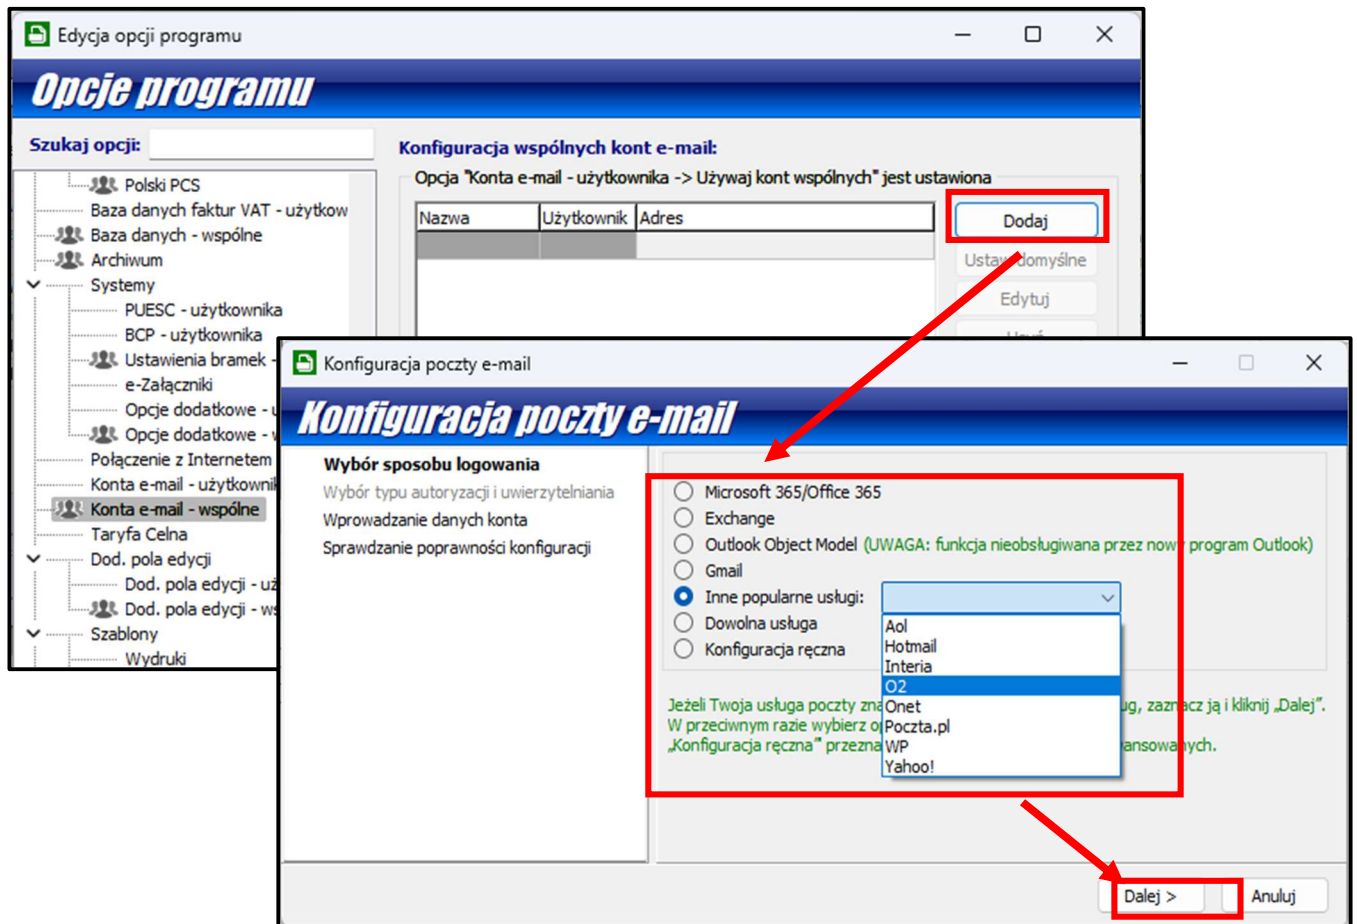 Edycja opcji programu
Opcje programu
Szukaj opcji:
Polski PCS
Baza danych faktur VAT - użytkow
Baza danych - wspólne
Archiwum
Systemy
PUESC - użytkownika
BCP - użytkownika
Ustawienia bramek -
e-Załączniki
Opcje dodatkowe -
Opcje dodatkowe -
Połączenie z Internetem
Konta e-mail - użytkownik
Konta e-mail - wspólne
Taryfa Celna
Dod. pola edycji
Dod. pola edycji - uż
Dod. pola edycji - ws
Szablony
Wydruki
Konfiguracja wspólnych kont e-mail:
Opcja "Konta e-mail - użytkownika -> Używaj kont wspólnych" jest ustawiona
Nazwa Użytkownik Adres
Dodaj
Ustaw domyślne
Edytuj
Konfiguracja poczty e-mail
Konfiguracja poczty e-mail
Wybór sposobu logowania
Wybór typu autoryzacji i uwierzytelniania
Wprowadzanie danych konta
Sprawdzanie poprawności konfiguracji
Microsoft 365/Office 365
Exchange
Outlook Object Model (UWAGA: funkcja nieobsługiwana przez nowy program Outlook)
Gmail
Inne popularne usługi:
Dowolna usługa
Konfiguracja ręczna
Aol
Hotmail
Interia
O2
Onet
Poczta.pl
WP
Yahoo!
Jeżeli Twoja usługa poczty zna ug, zaznacz ją i kliknij „Dalej”.
W przeciwnym razie wybierz op
„Konfiguracja ręczna'” przezna ansowanych.
Dalej >
Anuluj